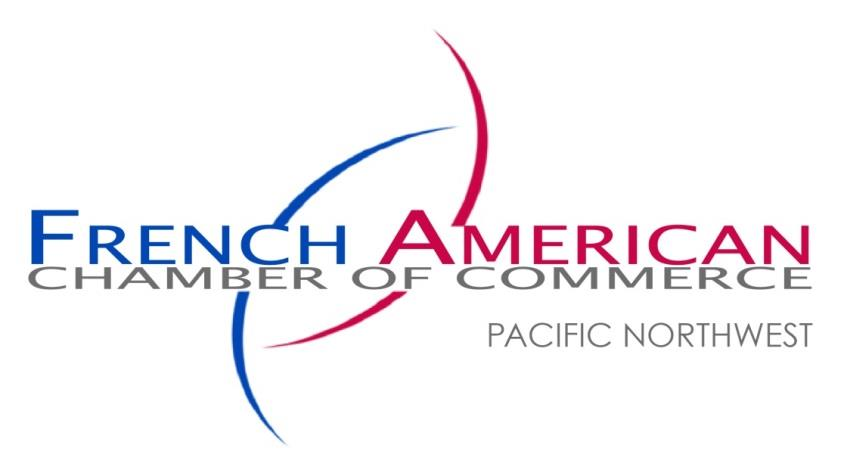 FRENCH AMERICAN
CHAMBER OF COMMERCE
PACIFIC NORTHWEST